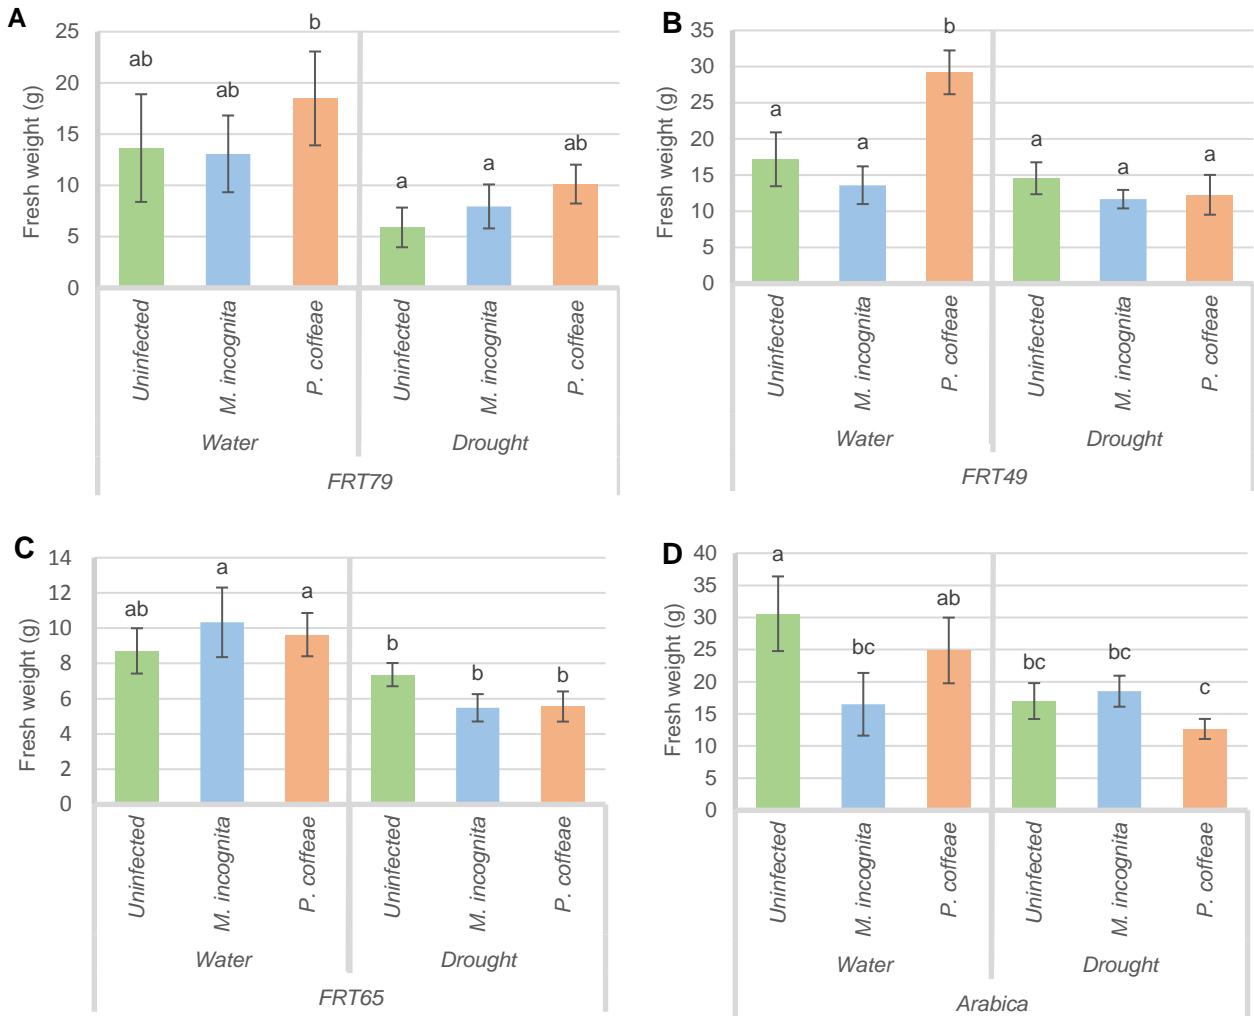 A
Fresh weight (g)
25
20
15
10
5
0
ab
ab
b
a
a
ab
Uninfected
M. incognita
P. coffeae
Uninfected
M. incognita
P. coffeae
Water
Drought
FRT79
B
Fresh weight (g)
35
30
25
20
15
10
5
0
a
a
b
a
a
a
Uninfected
M. incognita
P. coffeae
Uninfected
M. incognita
P. coffeae
Water
Drought
FRT49
C
Fresh weight (g)
14
12
10
8
6
4
2
0
ab
a
a
b
b
b
Uninfected
M. incognita
P. coffeae
Uninfected
M. incognita
P. coffeae
Water
Drought
FRT65
D
Fresh weight (g)
40
35
30
25
20
15
10
5
0
a
bc
ab
bc
bc
c
Uninfected
M. incognita
P. coffeae
Uninfected
M. incognita
P. coffeae
Water
Drought
Arabica